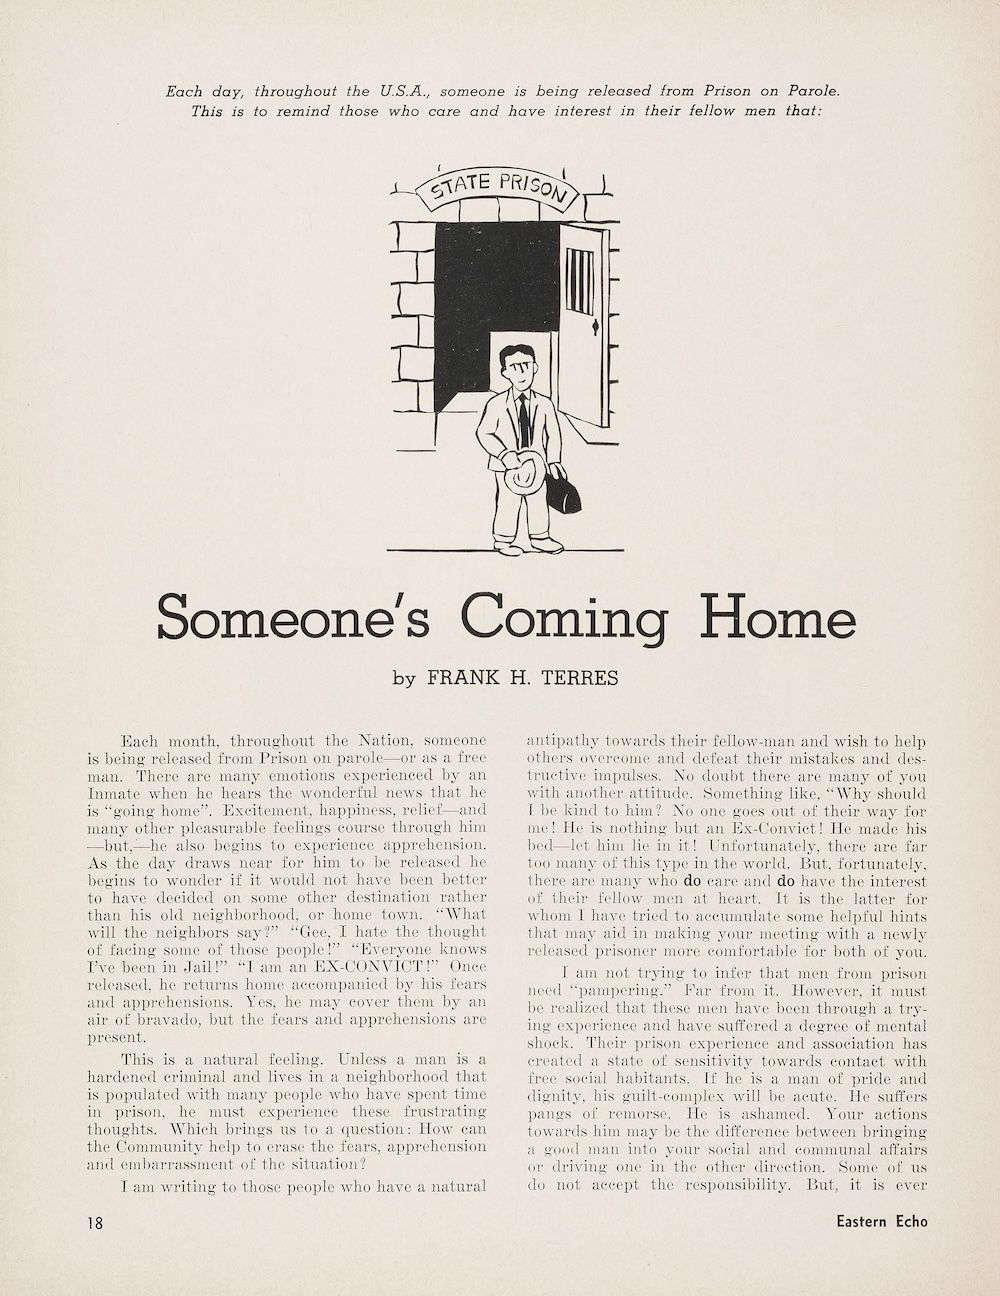 Each day, throughout the U.S.A., someone is being released from Prison on Parole.
This is to remind those who care and have interest in their fellow men that:
STATE PRISON
Someone's Coming Home
by FRANK H. TERRES
Each month, throughout the Nation, someone
is being released from Prison on parole—or as a free
man. There are many emotions experienced by an
Inmate when he hears the wonderful news that he
is “going home”. Excitement, happiness, relief—and
many other pleasurable feelings course through him
—but,—he also begins to experience apprehension.
As the day draws near for him to be released he
begins to wonder if it would not have been better
to have decided on some other destination rather
than his old neighborhood, or home town. “What
will the neighbors say?” “Gee, I hate the thought
of facing some of those people!” “Everyone knows
I’ve been in Jail!” “I am an EX-CONVICT!” Once
released, he returns home accompanied by his fears
and apprehensions. Yes, he may cover them by an
air of bravado, but the fears and apprehensions are
present.
This is a natural feeling. Unless a man is a
hardened criminal and lives in a neighborhood that
is populated with many people who have spent time
in prison, he must experience these frustrating
thoughts. Which brings us to a question: How can
the Community help to erase the fears, apprehension
and embarrassment of the situation?
I am writing to those people who have a natural
antipathy towards their fellow-man and wish to help
others overcome and defeat their mistakes and des-
tructive impulses. No doubt there are many of you
with another attitude. Something like, “Why should
I be kind to him? No one goes out of their way for
me! He is nothing but an Ex-Convict! He made his
bed—let him lie in it! Unfortunately, there are far
too many of this type in the world. But, fortunately,
there are many who do care and do have the interest
of their fellow men at heart. It is the latter for
whom I have tried to accumulate some helpful hints
that may aid in making your meeting with a newly
released prisoner more comfortable for both of you.
I am not trying to infer that men from prison
need “pampering.” Far from it. However, it must
be realized that these men have been through a try-
ing experience and have suffered a degree of mental
shock. Their prison experience and association has
created a state of sensitivity towards contact with
free social habitants. If he is a man of pride and
dignity, his guilt-complex will be acute. He suffers
pangs of remorse. He is ashamed. Your actions
towards him may be the difference between bringing
a good man into your social and communal affairs
or driving one in the other direction. Some of us
do not accept the responsibility. But, it is ever
18
Eastern Echo